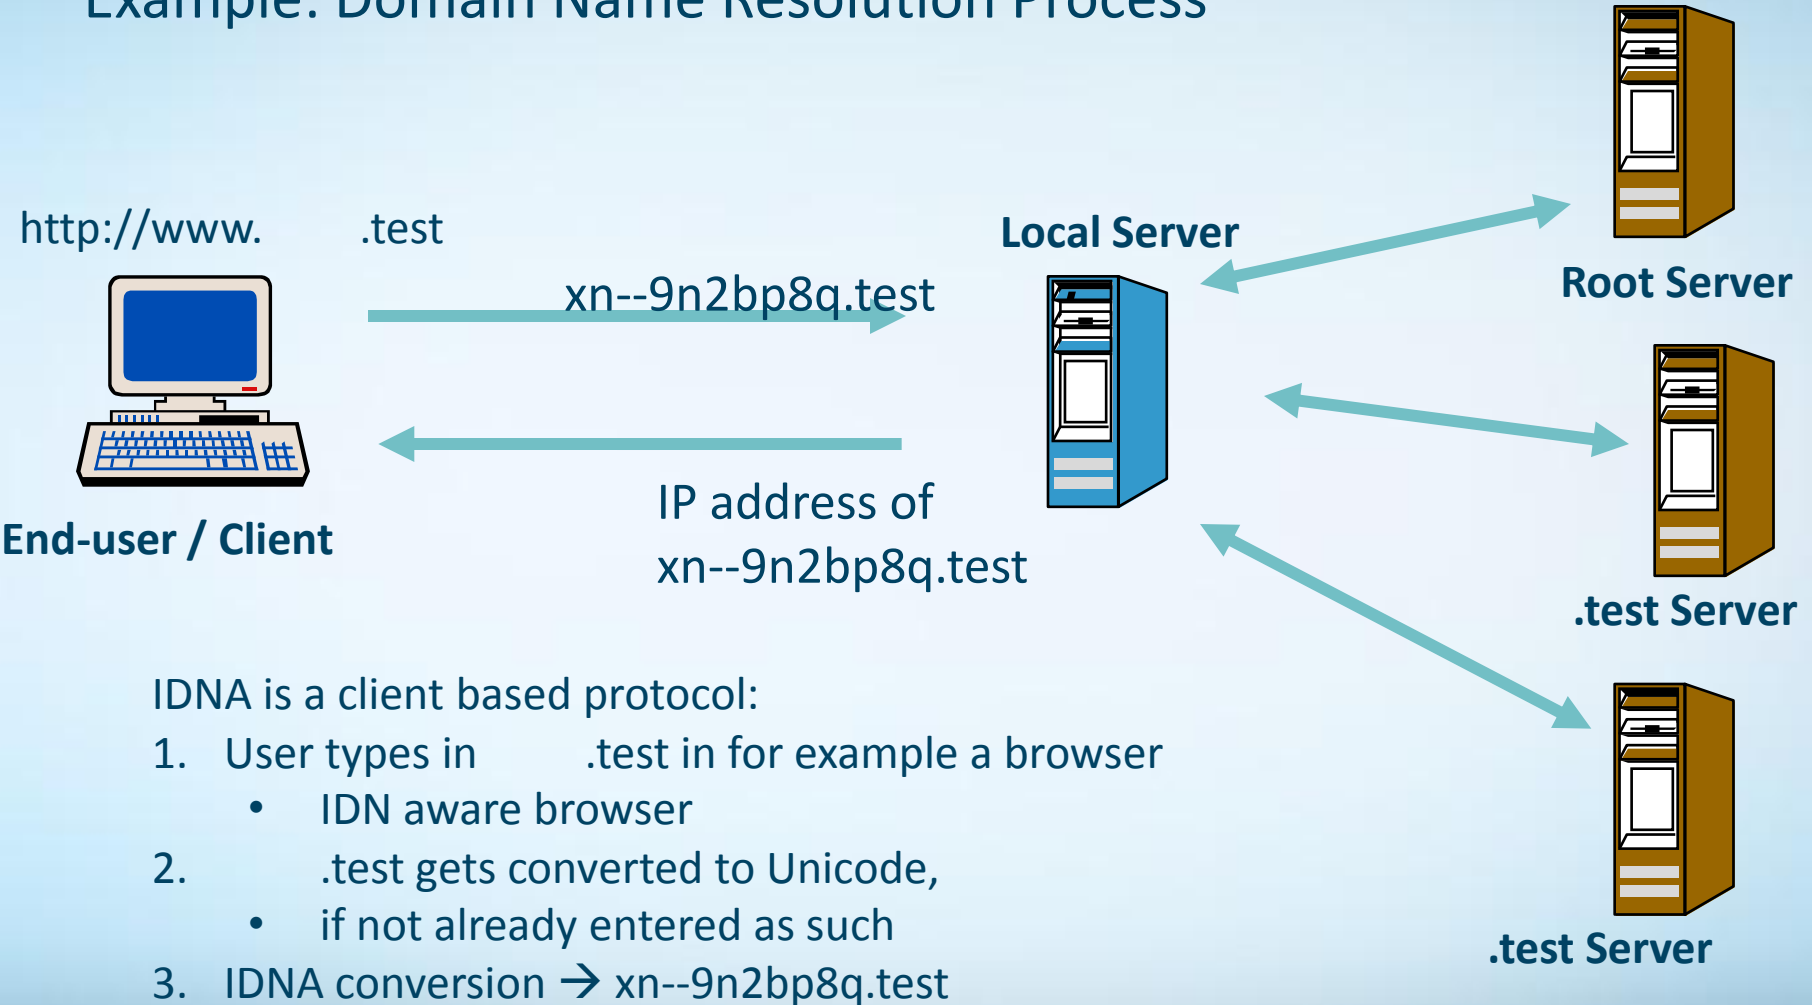 Example: Domain Name Resolution Process
http://www. .test
Local Server
xn--9n2bp8q.test
Root Server
IP address of
xn--9n2bp8q.test
End-user / Client
.test Server
IDNA is a client based protocol:
1. User types in .test in for example a browser
• IDN aware browser
2. .test gets converted to Unicode,
• if not already entered as such
3. IDNA conversion → xn--9n2bp8q.test
.test Server